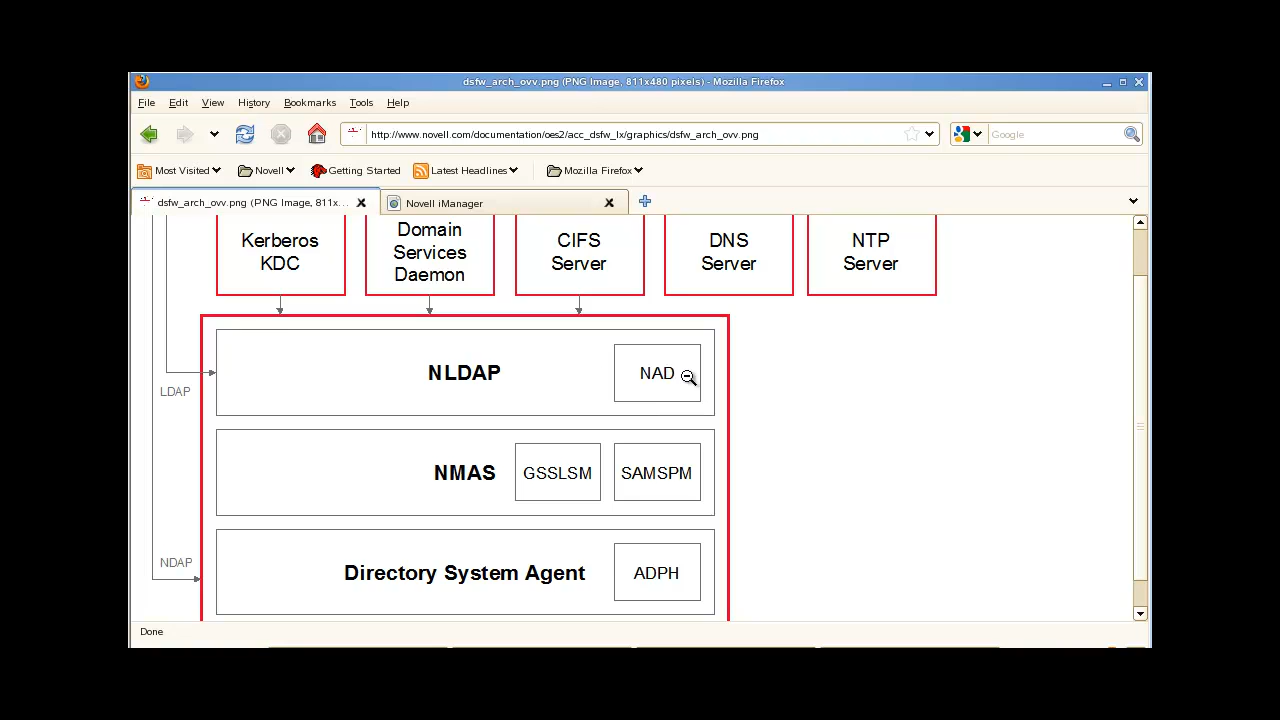 dsfw_arch_ovv.png (PNG Image, 811x480 pixels) - Mozilla Firefox
File Edit View History Bookmarks Tools Help
http://www.novell.com/documentation/oes2/acc_dsfw_lx/graphics/dsfw_arch_ovv.png
Google
Most Visited Novell Getting Started Latest Headlines Mozilla Firefox
dsfw_arch_ovv.png (PNG Image, 811x...
Novell iManager
Kerberos
KDC
Domain
Services
Daemon
CIFS
Server
DNS
Server
NTP
Server
LDAP
NLDAP
NAD
NMAS
GSSLSM
SAMSPM
NDAP
Directory System Agent
ADPH
Done